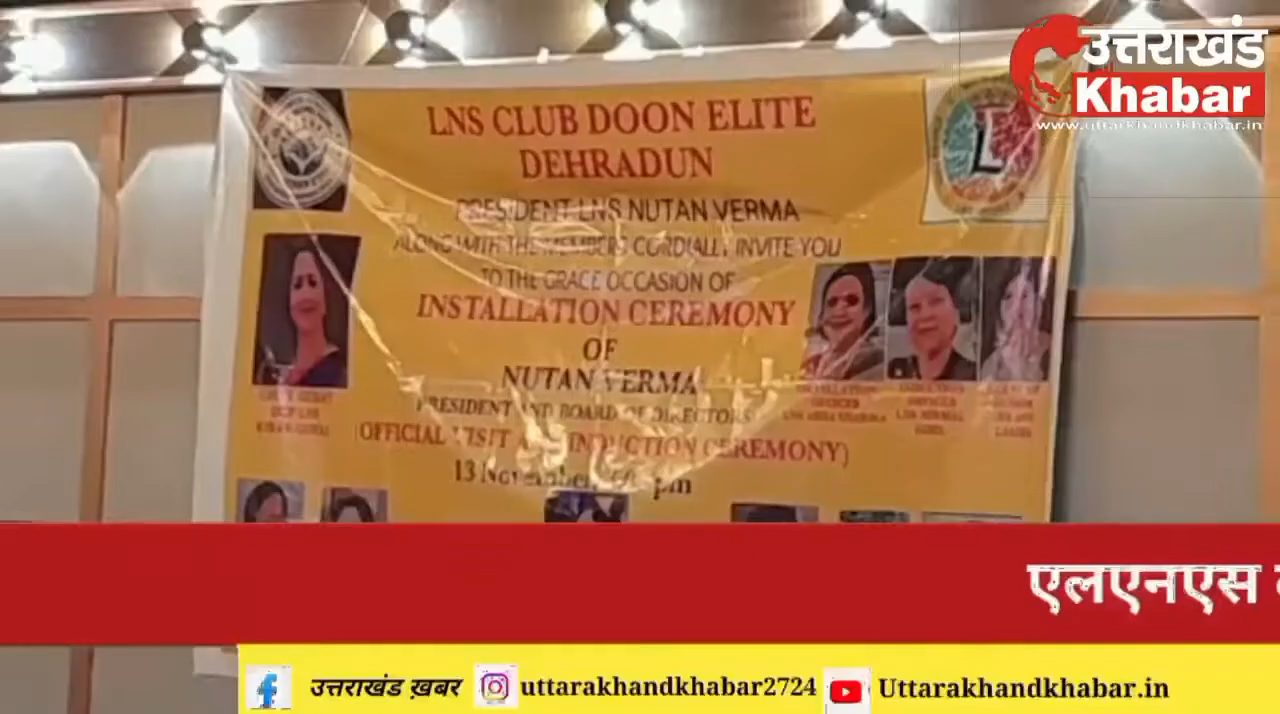 उत्तराखंड
Khabar
www.uttarkhandkhabar.in
LNS CLUB DOON ELITE
DEHRADUN
PRESIDENT LNS NUTAN VERMA
ALONG WITH THE MEMBERS CORDIALLY INVITE YOU
TO THE GRACE OCCASION OF
INSTALLATION CEREMONY
OF
NUTAN VERMA
PRESIDENT AND BOARD OF DIRECTORS
(OFFICIAL VISIT AND INDUCTION CEREMONY)
13 November, pm
एलएनएस
उत्तराखंड ख़बर
uttarakhandkhabar2724
Uttarakhandkhabar.in